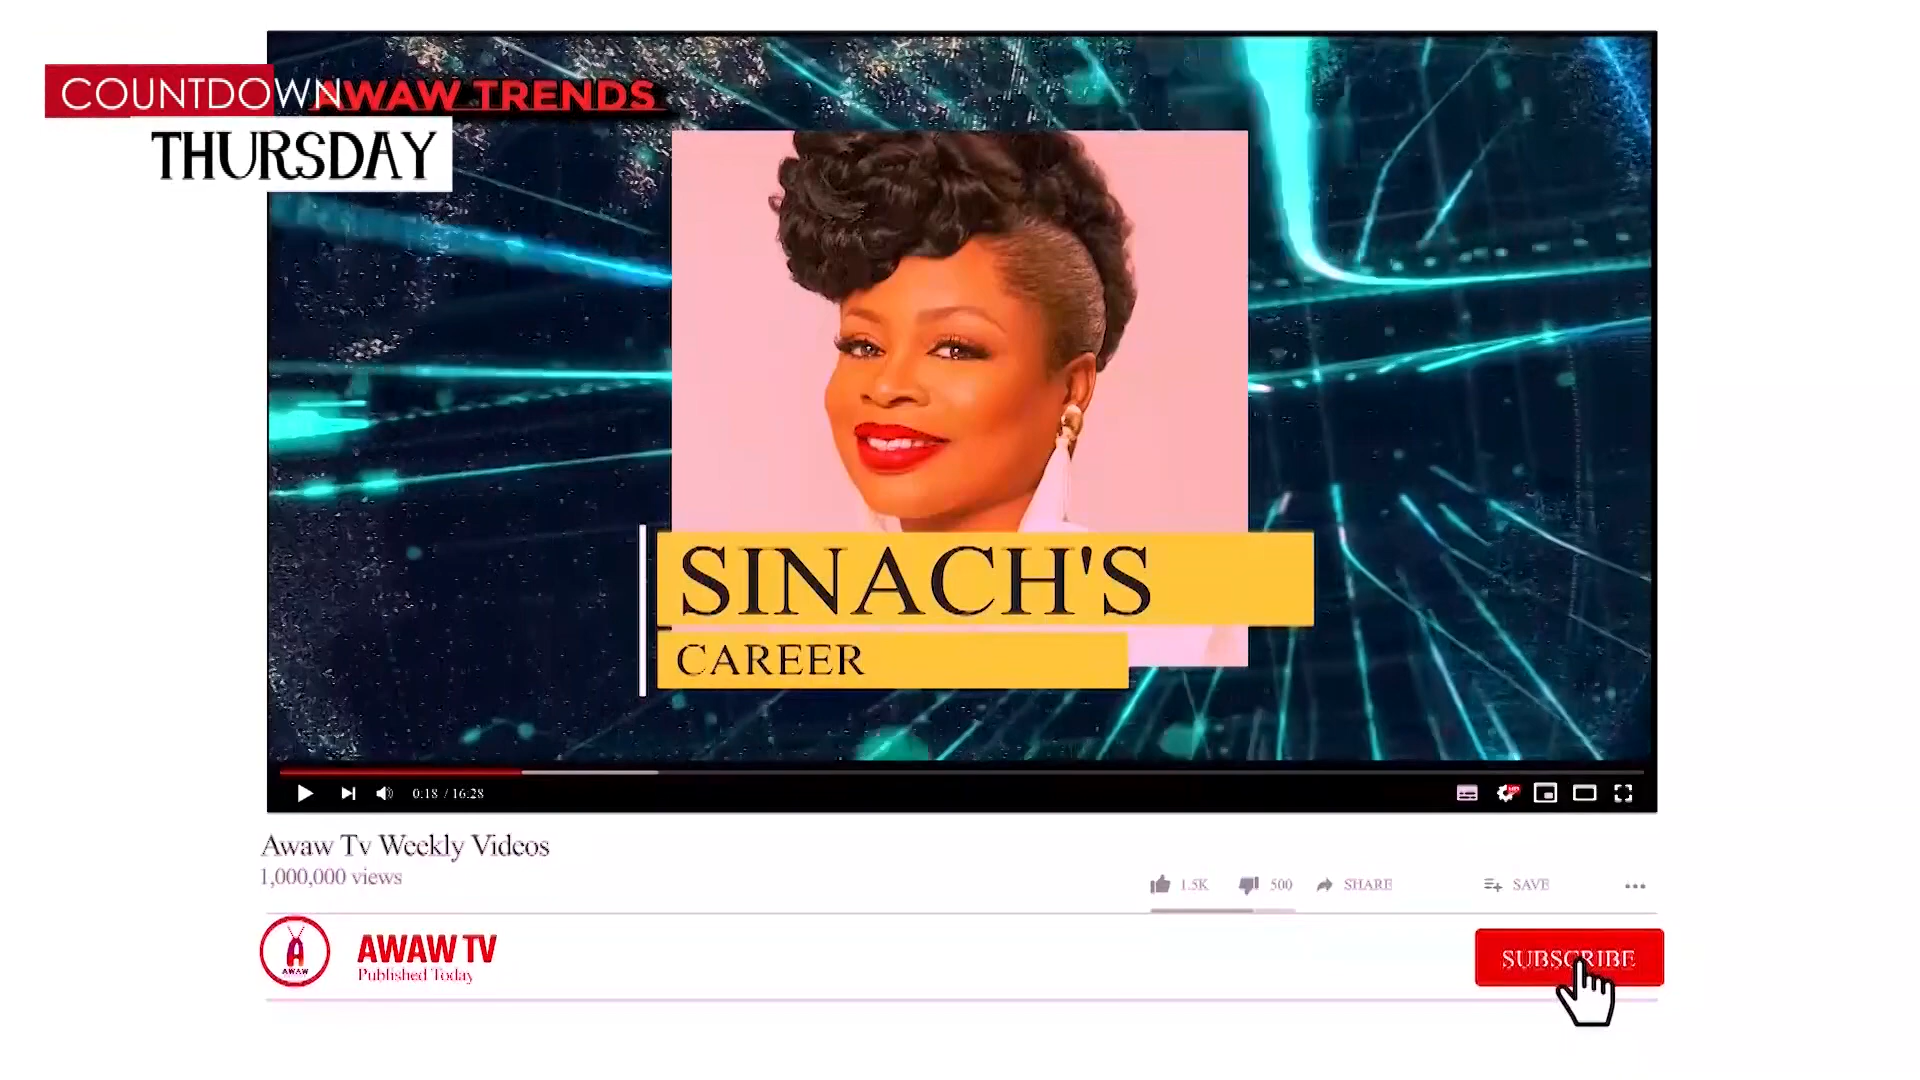 COUNTDOWN
AWAW TRENDS
THURSDAY
SINACH'S
CAREER
0:18 / 16:28
Awaw Tv Weekly Videos
1,000,000 views
1.5K
500
SHARE
SAVE
AWAW TV
Published Today
AWAW
SUBSCRIBE